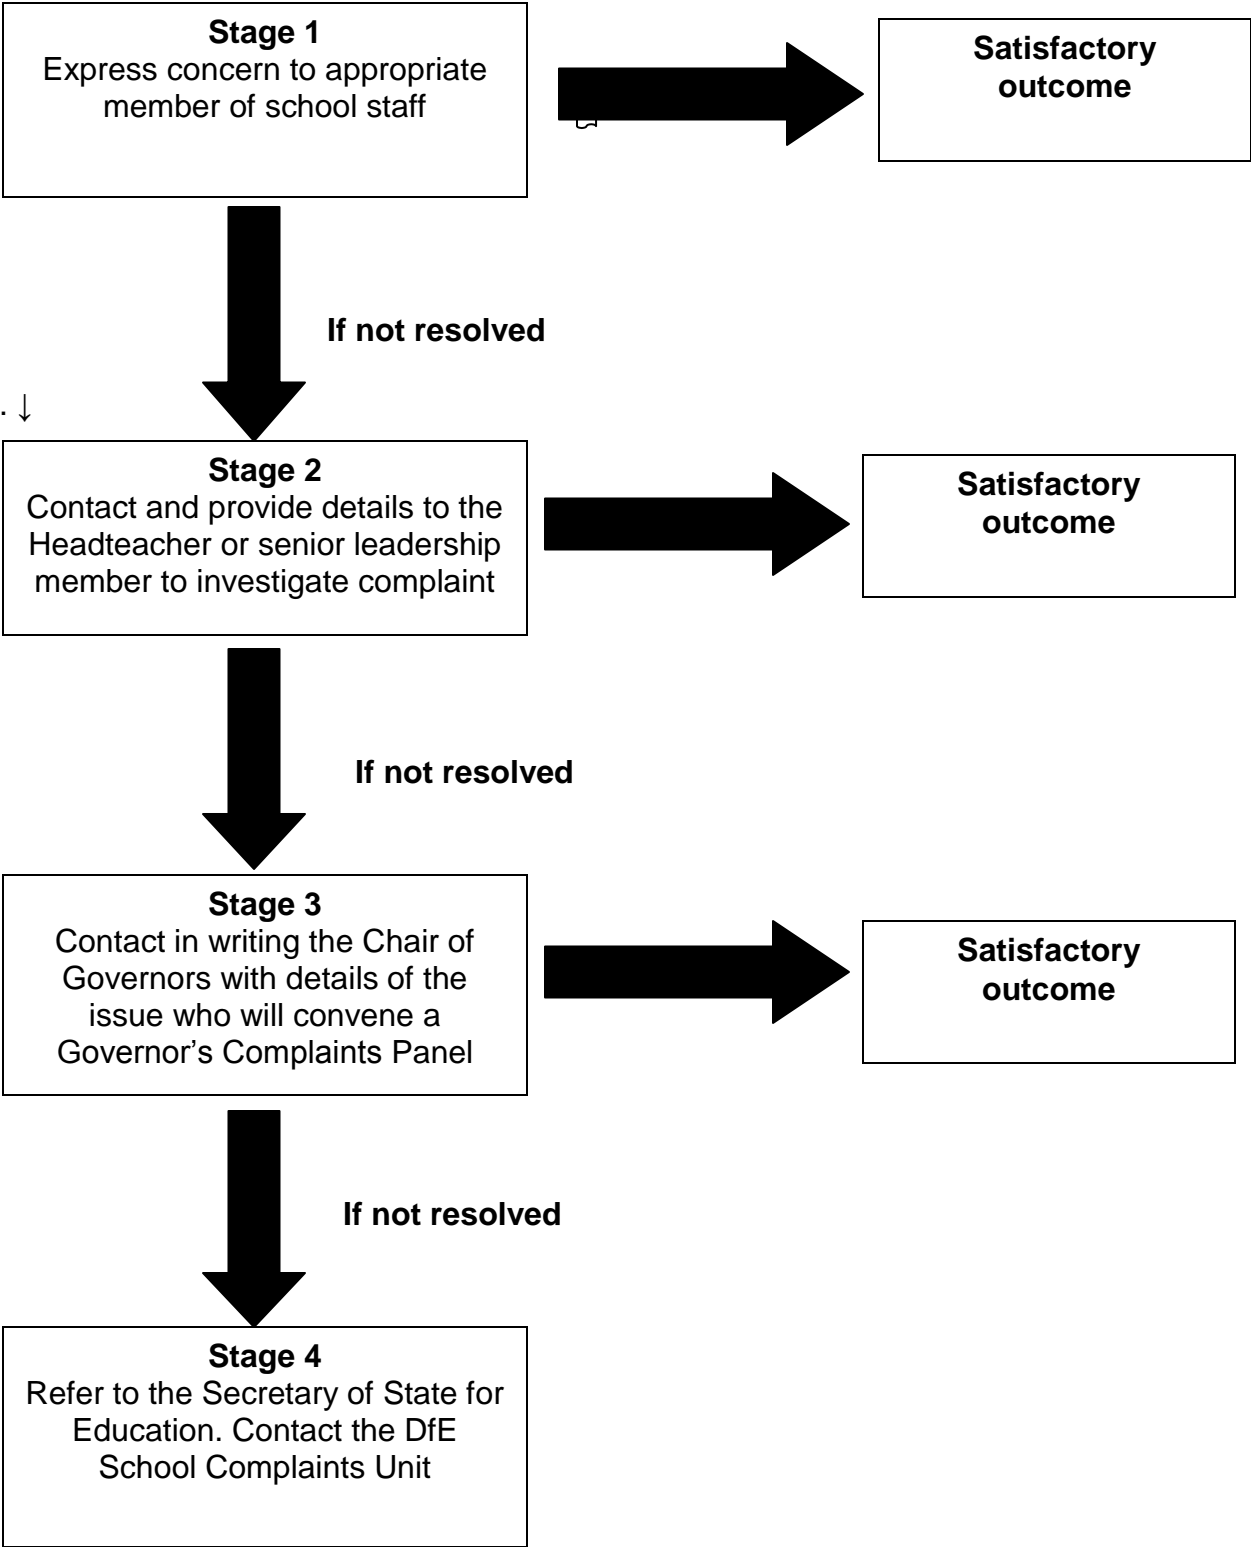 Stage 1
Express concern to appropriate
member of school staff
Satisfactory
outcome
If not resolved
. ↓
Stage 2
Contact and provide details to the
Headteacher or senior leadership
member to investigate complaint
Satisfactory
outcome
If not resolved
Stage 3
Contact in writing the Chair of
Governors with details of the
issue who will convene a
Governor’s Complaints Panel
Satisfactory
outcome
If not resolved
Stage 4
Refer to the Secretary of State for
Education. Contact the DfE
School Complaints Unit